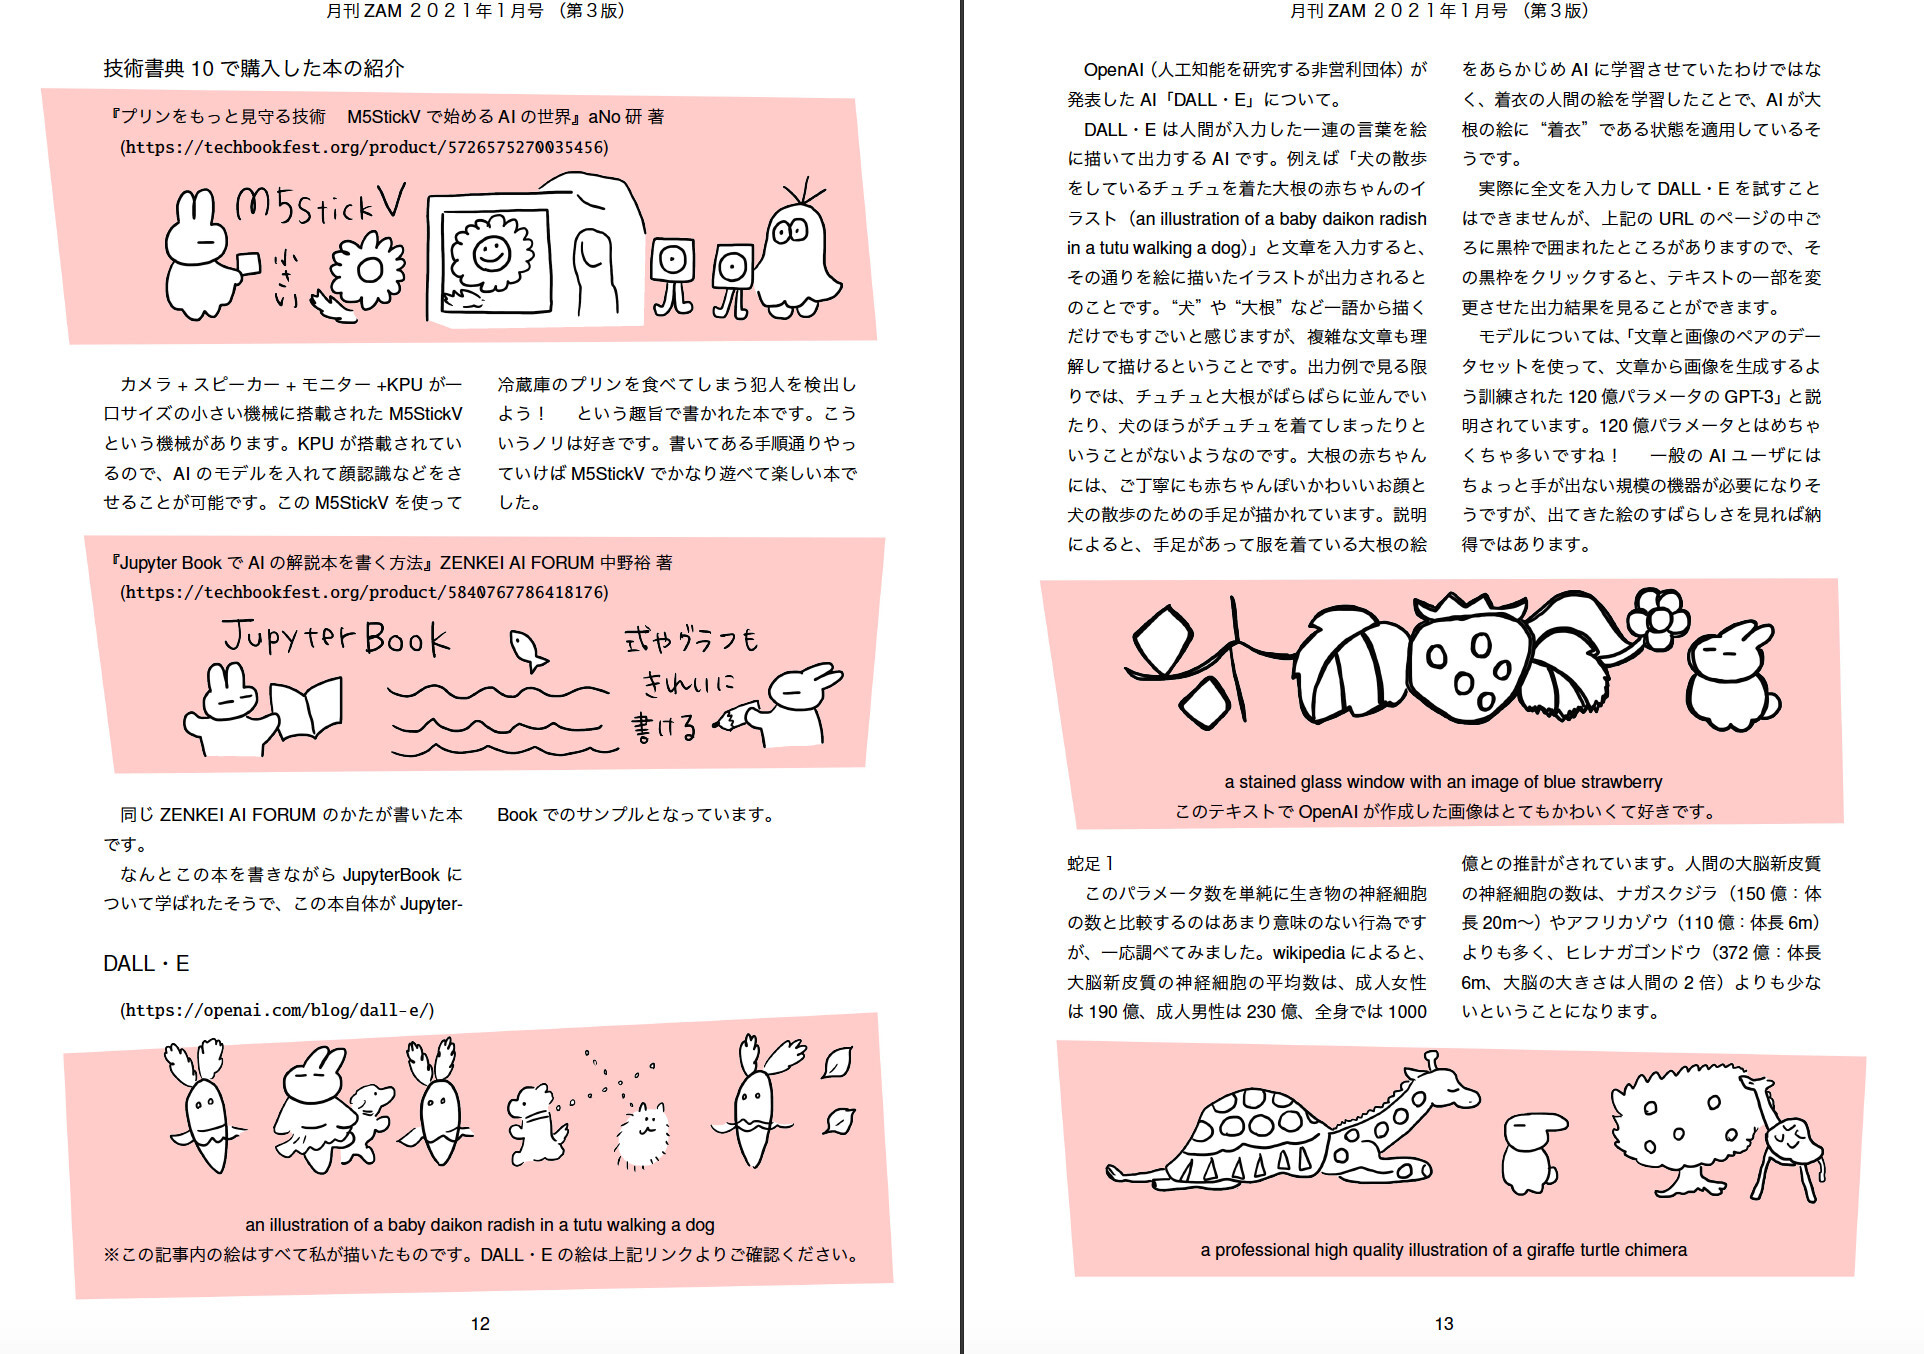 月刊 ZAM ２０２１年１月号 （第３版）
技術書典 10 で購入した本の紹介
『プリンをもっと見守る技術　M5StickV で始める AI の世界』aNo 研 著
(https://techbookfest.org/product/5726575270035456)
M5StickV
小さい
カメラ + スピーカー + モニター +KPU が一
口サイズの小さい機械に搭載された M5StickV
という機械があります。KPU が搭載されてい
るので、AI のモデルを入れて顔認識などをさ
せることが可能です。この M5StickV を使って
冷蔵庫のプリンを食べてしまう犯人を検出し
よう！　という趣旨で書かれた本です。こう
いうノリは好きです。書いてある手順通りやっ
ていけば M5StickV でかなり遊べて楽しい本で
した。
『Jupyter Book で AI の解説本を書く方法』ZENKEI AI FORUM 中野裕 著
(https://techbookfest.org/product/5840767786418176)
Jupyter Book
式やグラフも
きれいに
書ける
同じ ZENKEI AI FORUM のかたが書いた本
です。
なんとこの本を書きながら JupyterBook に
ついて学ばれたそうで、この本自体が Jupyter-
Book でのサンプルとなっています。
DALL・E
(https://openai.com/blog/dall-e/)
an illustration of a baby daikon radish in a tutu walking a dog
※この記事内の絵はすべて私が描いたものです。DALL・E の絵は上記リンクよりご確認ください。
12
月刊 ZAM ２０２１年１月号 （第３版）
OpenAI（人工知能を研究する非営利団体）が
発表した AI「DALL・E」について。
DALL・E は人間が入力した一連の言葉を絵
に描いて出力する AI です。例えば「犬の散歩
をしているチュチュを着た大根の赤ちゃんのイ
ラスト（an illustration of a baby daikon radish
in a tutu walking a dog）」と文章を入力すると、
その通りを絵に描いたイラストが出力されると
のことです。“犬” や “大根” など一語から描く
だけでもすごいと感じますが、複雑な文章も理
解して描けるということです。出力例で見る限
りでは、チュチュと大根がばらばらに並んでい
たり、犬のほうがチュチュを着てしまったりと
いうことがないようなのです。大根の赤ちゃん
には、ご丁寧にも赤ちゃんぽいかわいいお顔と
犬の散歩のための手足が描かれています。説明
によると、手足があって服を着ている大根の絵
をあらかじめ AI に学習させていたわけではな
く、着衣の人間の絵を学習したことで、AI が大
根の絵に “着衣” である状態を適用しているそ
うです。
実際に全文を入力して DALL・E を試すこと
はできませんが、上記の URL のページの中ご
ろに黒枠で囲まれたところがありますので、そ
の黒枠をクリックすると、テキストの一部を変
更させた出力結果を見ることができます。
モデルについては、「文章と画像のペアのデー
タセットを使って、文章から画像を生成するよ
う訓練された 120 億パラメータの GPT-3」と説
明されています。120 億パラメータとはめちゃ
くちゃ多いですね！　一般の AI ユーザには
ちょっと手が出ない規模の機器が必要になりそ
うですが、出てきた絵のすばらしさを見れば納
得ではあります。
a stained glass window with an image of blue strawberry
このテキストで OpenAI が作成した画像はとてもかわいくて好きです。
蛇足 1
このパラメータ数を単純に生き物の神経細胞
の数と比較するのはあまり意味のない行為です
が、一応調べてみました。wikipedia によると、
大脳新皮質の神経細胞の平均数は、成人女性
は 190 億、成人男性は 230 億、全身では 1000
億との推計がされています。人間の大脳新皮質
の神経細胞の数は、ナガスクジラ（150 億：体
長 20m〜）やアフリカゾウ（110 億：体長 6m）
よりも多く、ヒレナガゴンドウ（372 億：体長
6m、大脳の大きさは人間の 2 倍）よりも少な
いということになります。
a professional high quality illustration of a giraffe turtle chimera
13